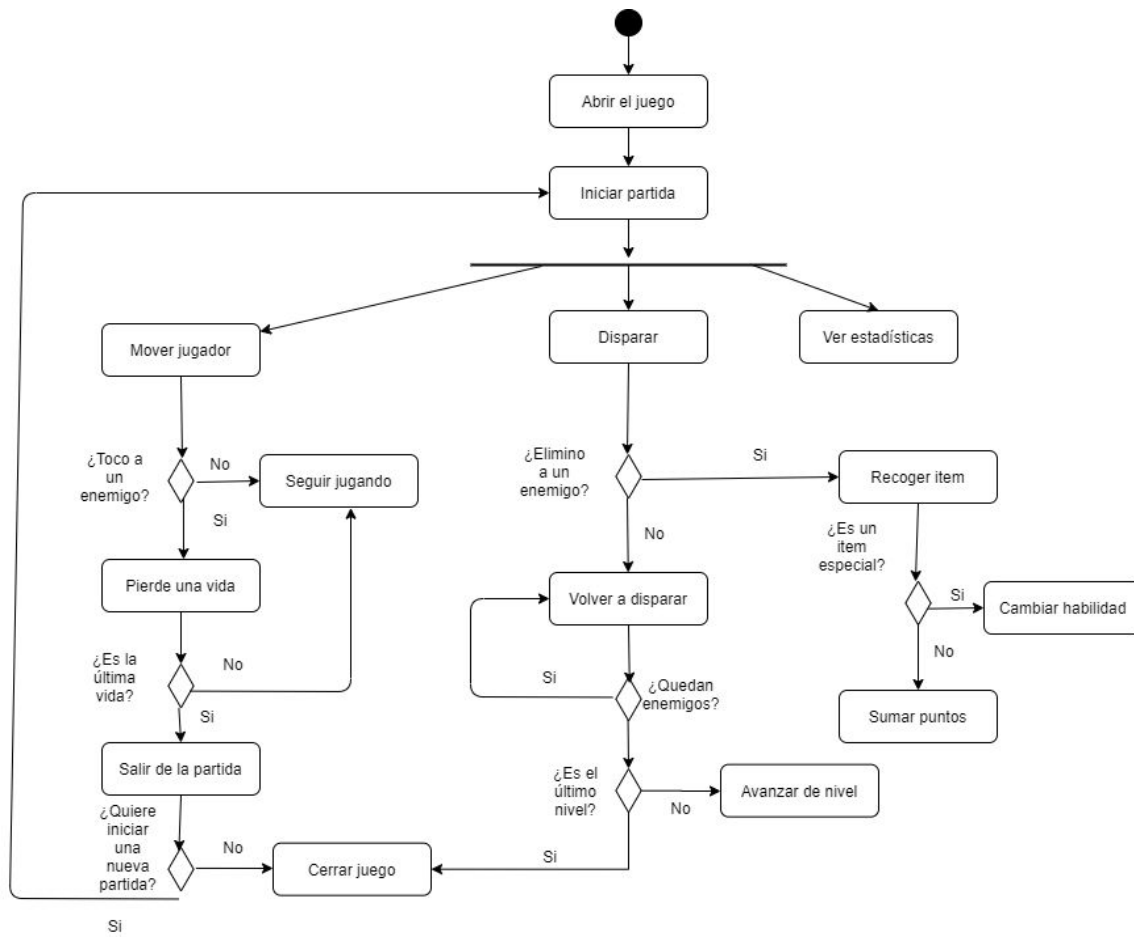 Abrir el juego
Iniciar partida
Mover jugador
Disparar
Ver estadísticas
¿Toco a
un
enemigo?
No
Seguir jugando
Si
¿Elimino
a un
enemigo?
Si
Recoger item
No
¿Es un
item
especial?
Pierde una vida
Volver a disparar
Si
Cambiar habilidad
No
¿Es la
última
vida?
No
Si
Si
¿Quedan
enemigos?
Sumar puntos
Salir de la partida
¿Es el
último
nivel?
No
Avanzar de nivel
¿Quiere
iniciar
una
nueva
partida?
No
Cerrar juego
Si
Si